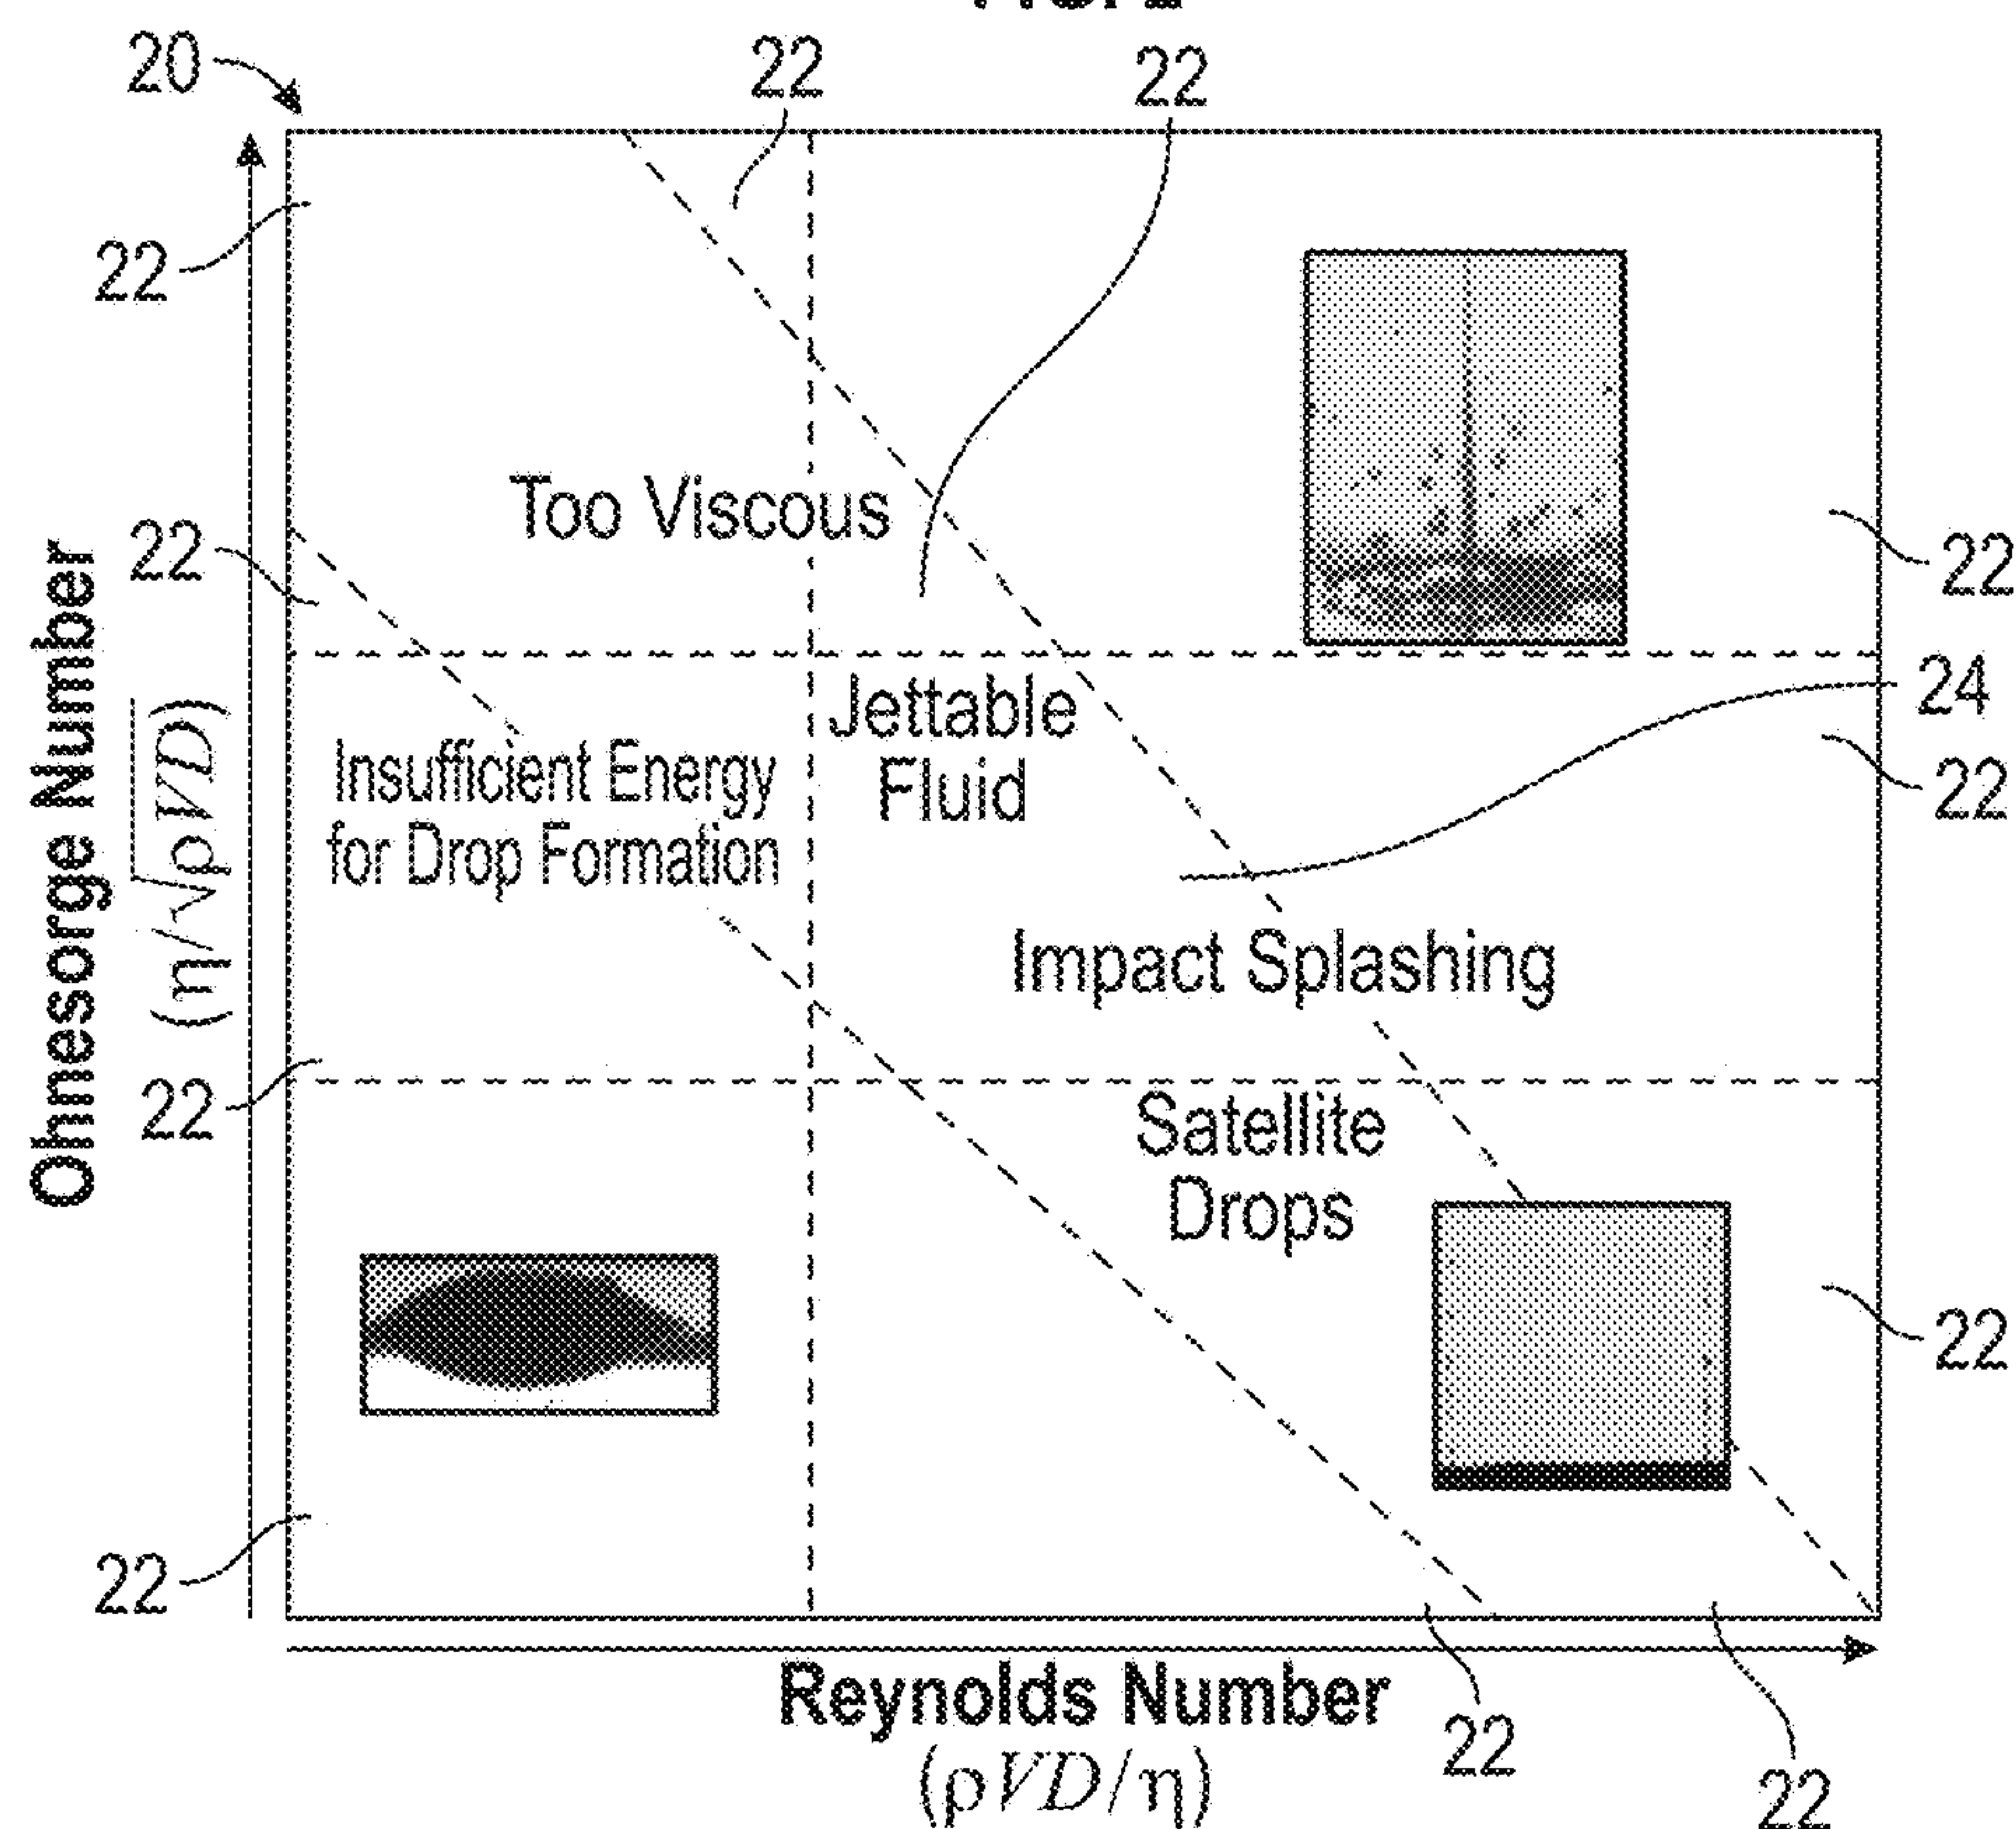 20
22
22
22
22
Too Viscous
22
24
22
Jettable
Fluid
Insufficient Energy
for Drop Formation
Impact Splashing
22
Satellite
Drops
22
22
Ohnesorge Number
(η/√ρVD)
Reynolds Number
(ρVD/η)
22
22